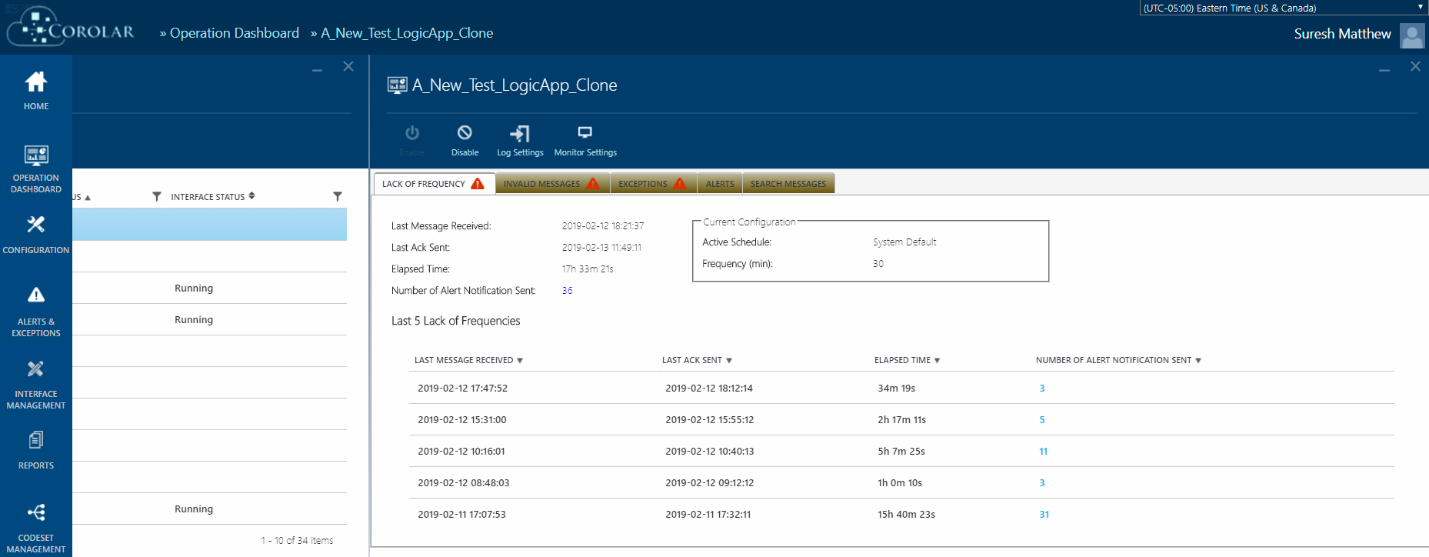 (UTC-05:00) Eastern Time (US & Canada)
COROLAR
» Operation Dashboard » A_New_Test_LogicApp_Clone
Suresh Matthew
HOME
OPERATION
DASHBOARD
CONFIGURATION
ALERTS &
EXCEPTIONS
INTERFACE
MANAGEMENT
REPORTS
CODESET
MANAGEMENT
US INTERFACE STATUS
Running
Running
Running
1 - 10 of 34 items
A_New_Test_LogicApp_Clone
Enable Disable Log Settings Monitor Settings
LACK OF FREQUENCY INVALID MESSAGES EXCEPTIONS ALERTS SEARCH MESSAGES
Last Message Received: 2019-02-12 18:21:37
Last Ack Sent: 2019-02-13 11:49:11
Elapsed Time: 17h 33m 21s
Number of Alert Notification Sent: 36
Current Configuration
Active Schedule: System Default
Frequency (min): 30
Last 5 Lack of Frequencies
LAST MESSAGE RECEIVED LAST ACK SENT ELAPSED TIME NUMBER OF ALERT NOTIFICATION SENT
2019-02-12 17:47:52 2019-02-12 18:12:14 34m 19s 3
2019-02-12 15:31:00 2019-02-12 15:55:12 2h 17m 11s 5
2019-02-12 10:16:01 2019-02-12 10:40:13 5h 7m 25s 11
2019-02-12 08:48:03 2019-02-12 09:12:12 1h 0m 10s 3
2019-02-11 17:07:53 2019-02-11 17:32:11 15h 40m 23s 31